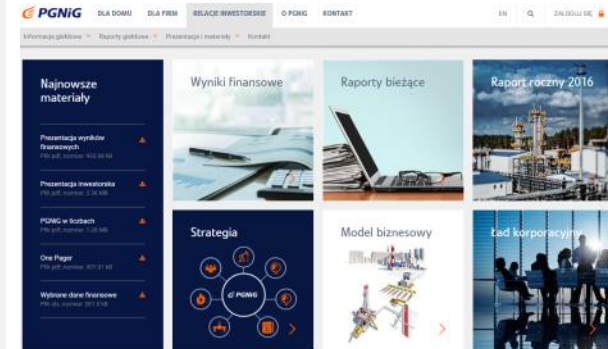 PGNiG
DLA DOMU DLA FIRM RELACJE INWESTORSKIE O PGNIG KONTAKT EN ZALOGUJ SIĘ
Informacje giełdowe Raporty giełdowe Prezentacje i materiały Kontakt
Najnowsze
materiały
Prezentacja wyników
finansowych
Prezentacja inwestorska
PGNiG w liczbach
One Pager
Wybrane dane finansowe
Wyniki finansowe
Raporty bieżące
Raport roczny 2016
Strategia
PGNiG
Model biznesowy
Ład korporacyjny